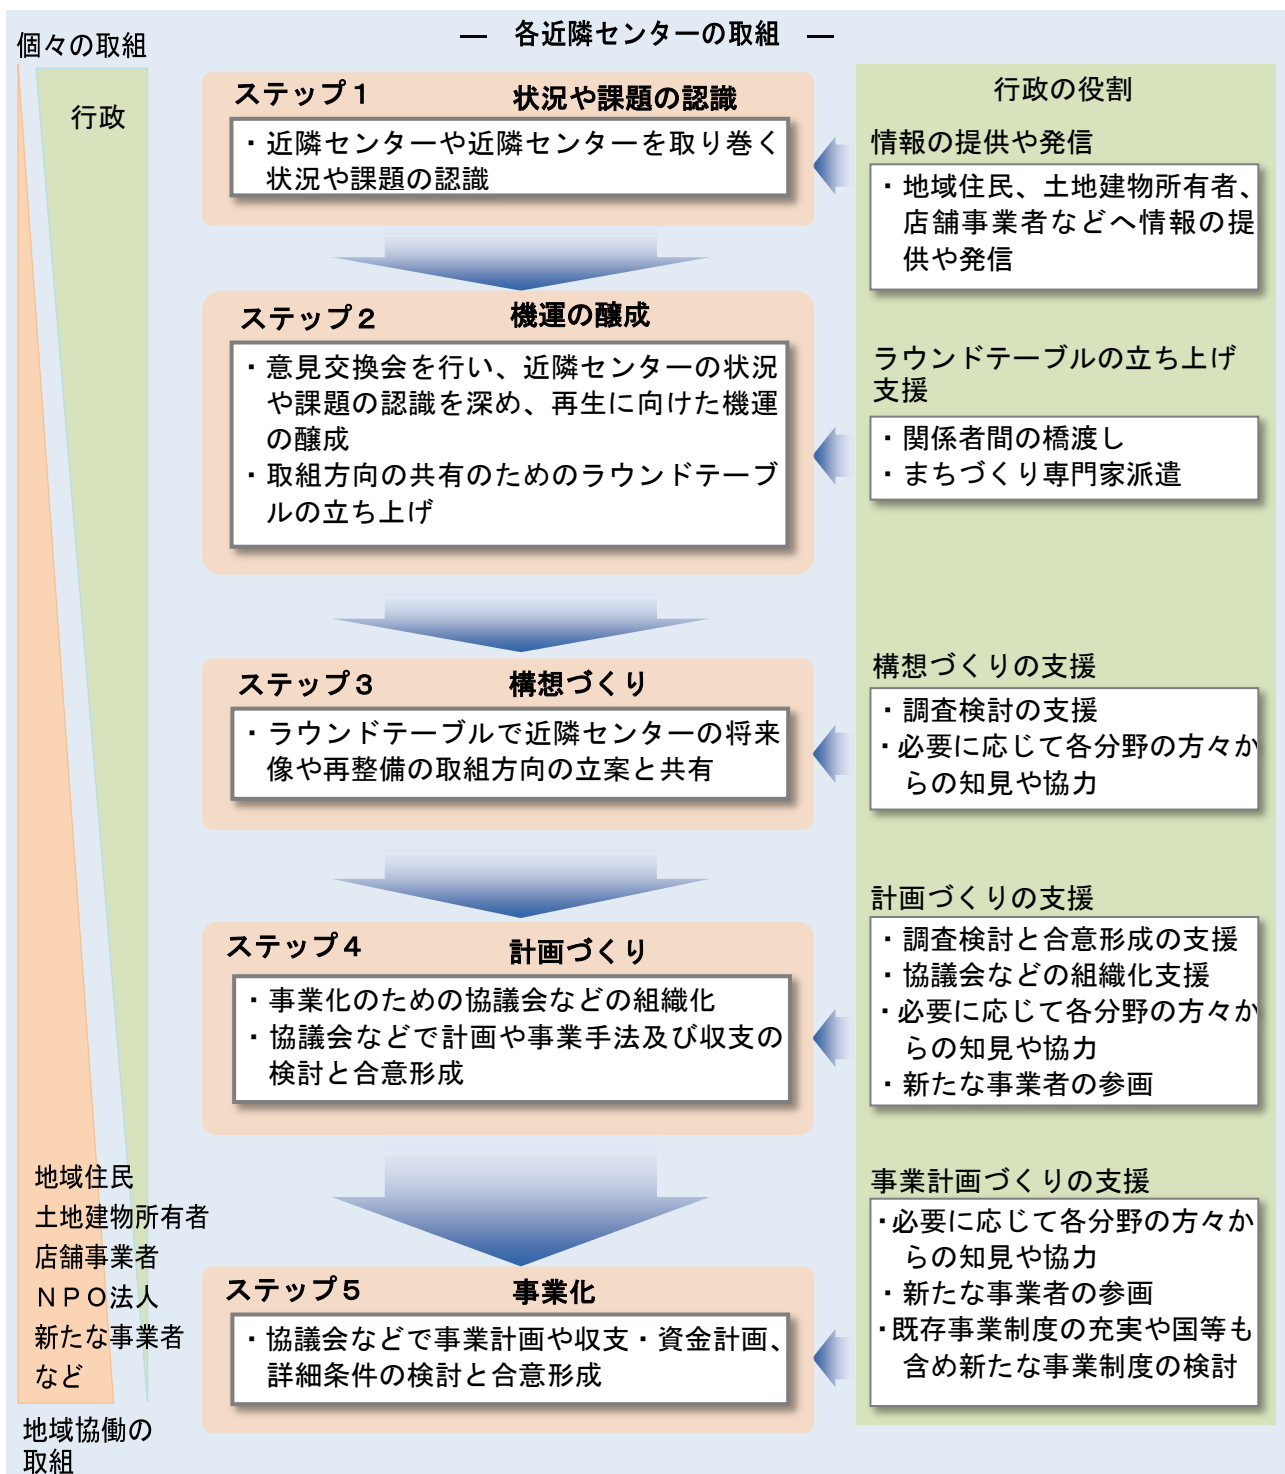 ― 各近隣センターの取組 ―
個々の取組
行政
地域住民
土地建物所有者
店舗事業者
ＮＰＯ法人
新たな事業者
など
地域協働の
取組
ステップ１ 状況や課題の認識
・近隣センターや近隣センターを取り巻く
状況や課題の認識
ステップ２ 機運の醸成
・意見交換会を行い、近隣センターの状況
や課題の認識を深め、再生に向けた機運
の醸成
・取組方向の共有のためのラウンドテーブ
ルの立ち上げ
ステップ３ 構想づくり
・ラウンドテーブルで近隣センターの将来
像や再整備の取組方向の立案と共有
ステップ４ 計画づくり
・事業化のための協議会などの組織化
・協議会などで計画や事業手法及び収支の
検討と合意形成
ステップ５ 事業化
・協議会などで事業計画や収支・資金計画、
詳細条件の検討と合意形成
行政の役割
情報の提供や発信
・地域住民、土地建物所有者、
店舗事業者などへ情報の提
供や発信
ラウンドテーブルの立ち上げ
支援
・関係者間の橋渡し
・まちづくり専門家派遣
構想づくりの支援
・調査検討の支援
・必要に応じて各分野の方々か
らの知見や協力
計画づくりの支援
・調査検討と合意形成の支援
・協議会などの組織化支援
・必要に応じて各分野の方々か
らの知見や協力
・新たな事業者の参画
事業計画づくりの支援
・必要に応じて各分野の方々か
らの知見や協力
・新たな事業者の参画
・既存事業制度の充実や国等も
含め新たな事業制度の検討